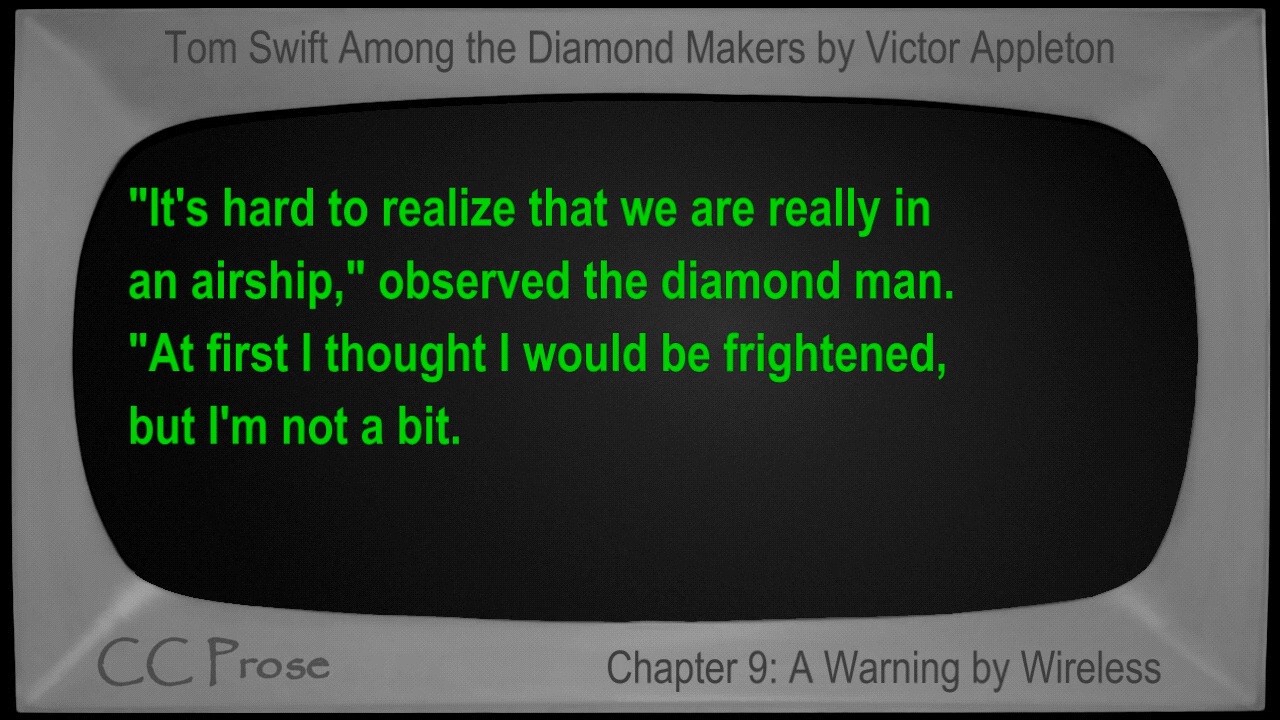 Tom Swift Among the Diamond Makers by Victor Appleton
"It's hard to realize that we are really in
an airship," observed the diamond man.
"At first I thought I would be frightened,
but I'm not a bit.
CC Prose
Chapter 9: A Warning by Wireless